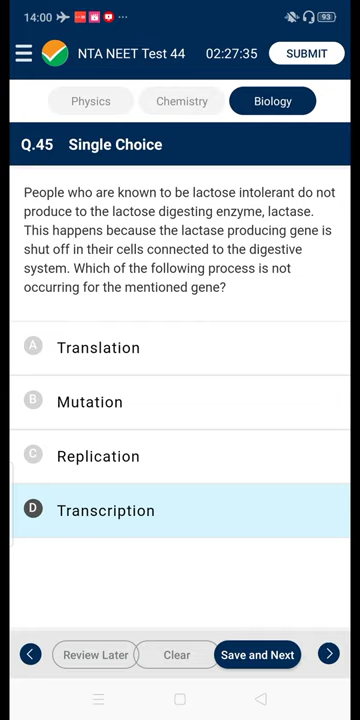 14:00 93
NTA NEET Test 44 02:27:35 SUBMIT
Physics Chemistry Biology
Q.45 Single Choice
People who are known to be lactose intolerant do not
produce to the lactose digesting enzyme, lactase.
This happens because the lactase producing gene is
shut off in their cells connected to the digestive
system. Which of the following process is not
occurring for the mentioned gene?
A Translation
B Mutation
C Replication
D Transcription
Review Later Clear Save and Next